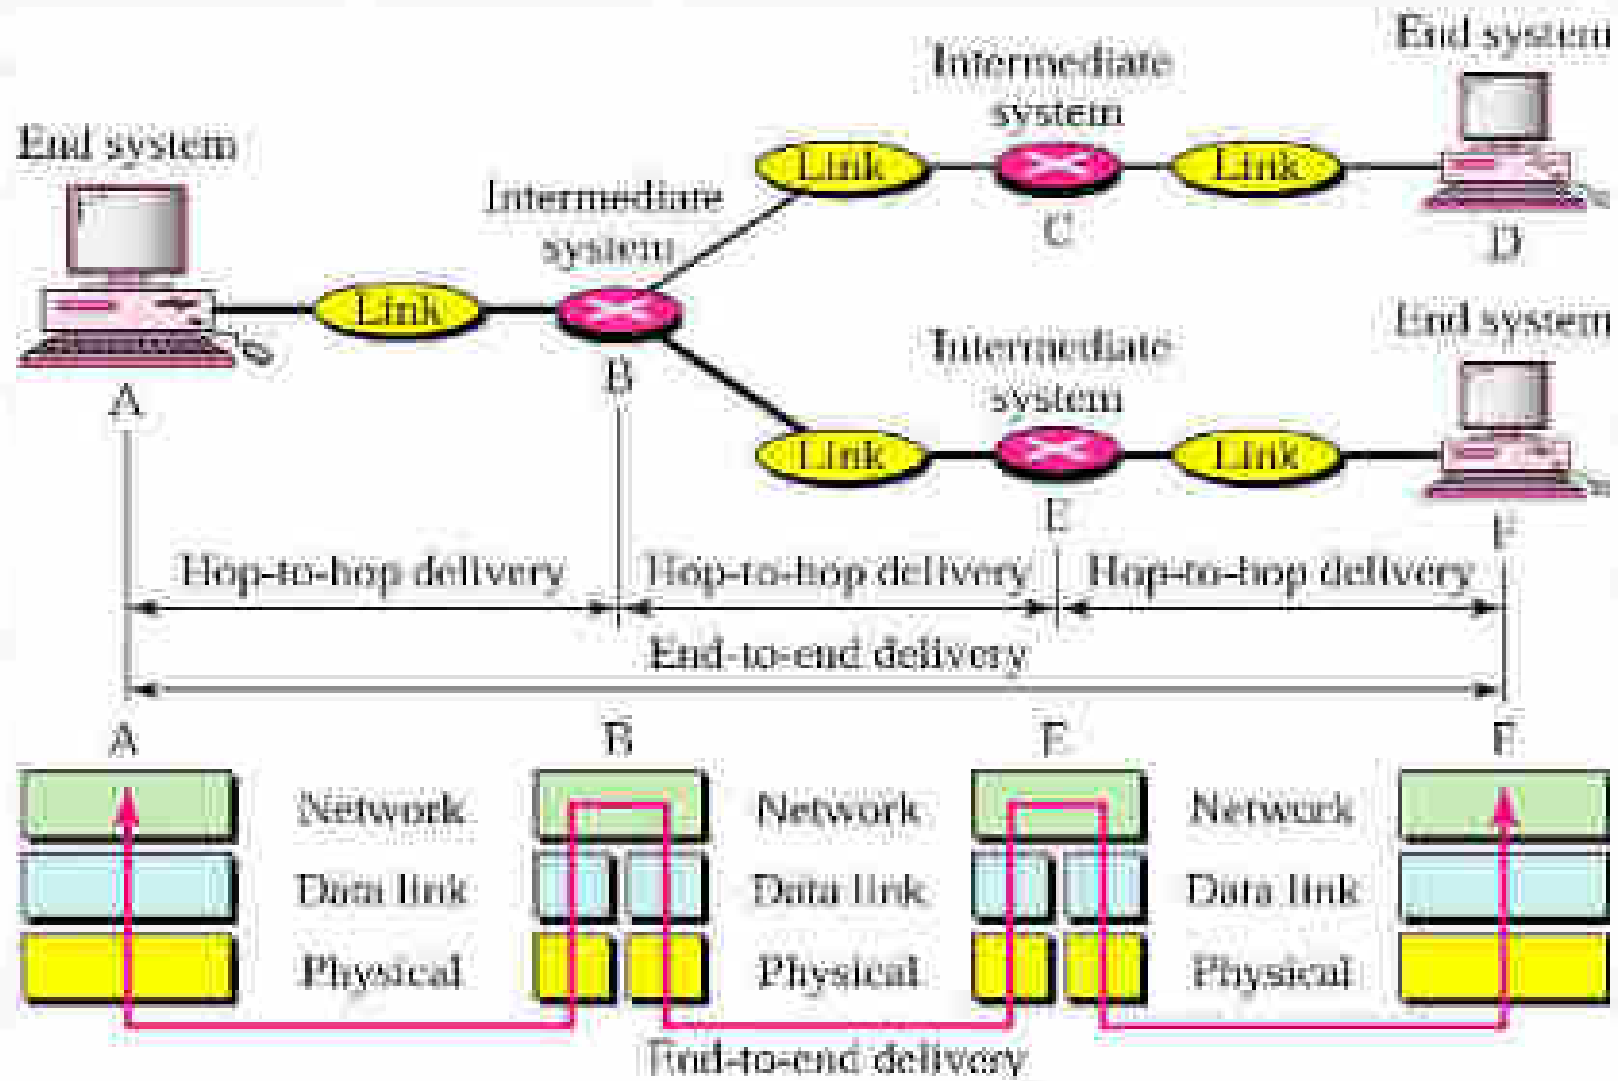 End system
Intermediate
system
End system
Intermediate
system
Link
Link
C
D
Link
B
A
End system
Intermediate
system
Link
Link
E
F
Hop-to-hop delivery
Hop-to-hop delivery
Hop-to-hop delivery
End-to-end delivery
A
B
E
F
Network
Network
Network
Data link
Data link
Data link
Physical
Physical
Physical
End-to-end delivery